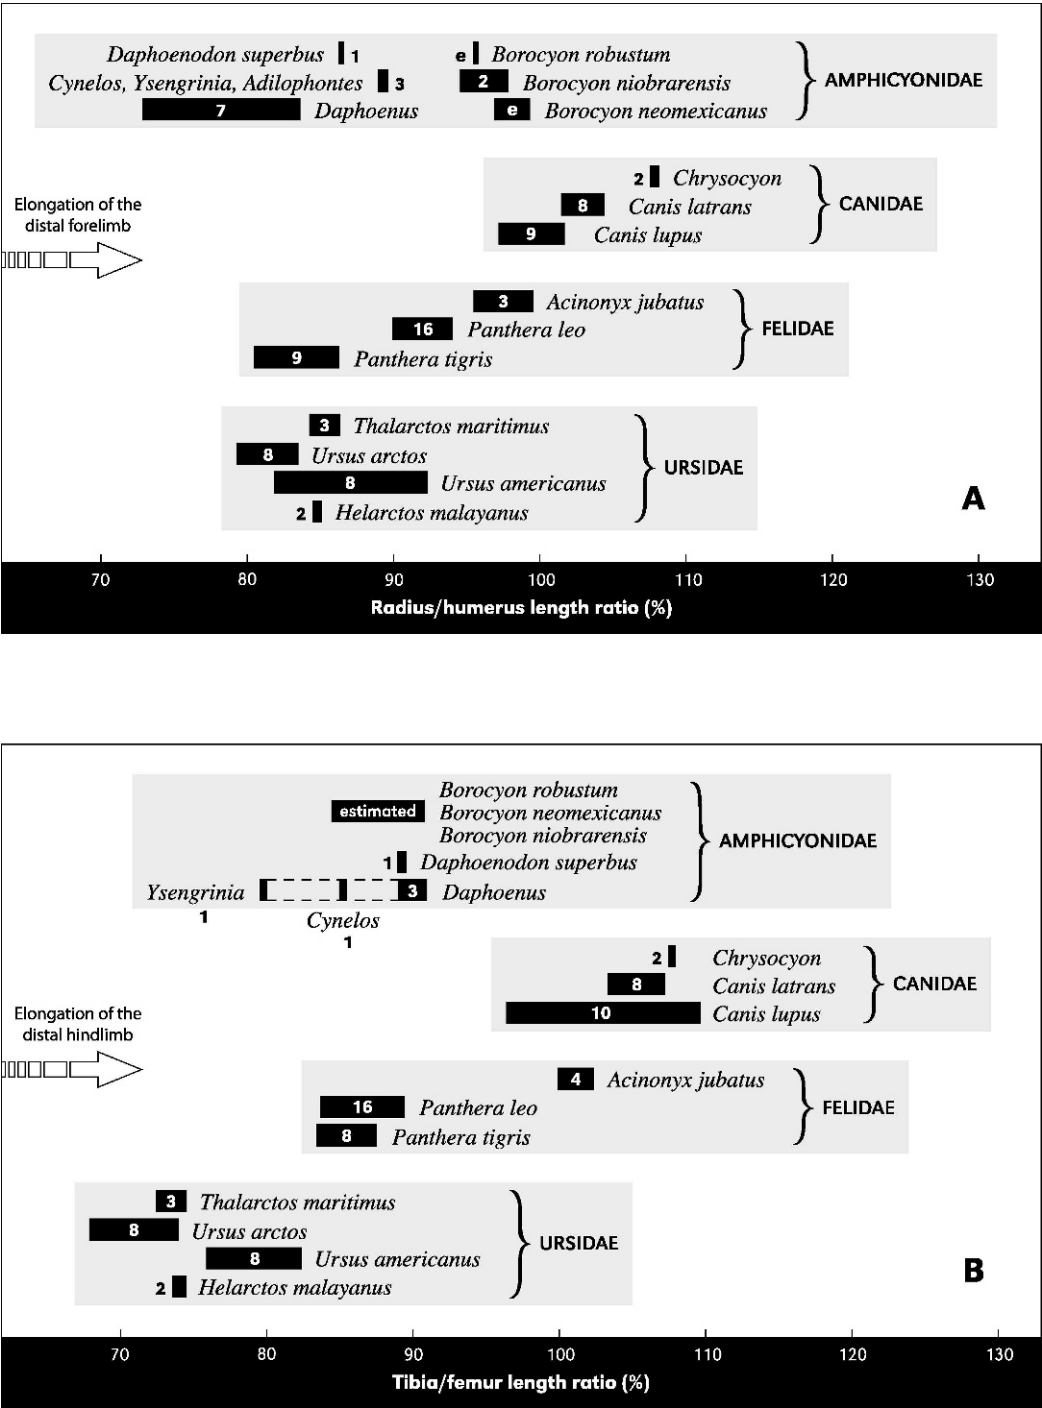 Daphoenodon superbus 1 e Borocyon robustum
Cynelos, Ysengrinia, Adilophontes 3 2 Borocyon niobrarensis AMPHICYONIDAE
7 Daphoenus e Borocyon neomexicanus
2 Chrysocyon
Elongation of the 8 Canis latrans CANIDAE
distal forelimb 9 Canis lupus
3 Acinonyx jubatus
16 Panthera leo FELIDAE
9 Panthera tigris
3 Thalarctos maritimus
8 Ursus arctos URSIDAE
8 Ursus americanus
2 Helarctos malayanus A
70 80 90 100 110 120 130
Radius/humerus length ratio (%)
Borocyon robustum
estimated Borocyon neomexicanus
Borocyon niobrarensis AMPHICYONIDAE
1 Daphoenodon superbus
Ysengrinia 3 Daphoenus
1 Cynelos
1
2 Chrysocyon
8 Canis latrans CANIDAE
Elongation of the 10 Canis lupus
distal hindlimb
4 Acinonyx jubatus
16 Panthera leo FELIDAE
8 Panthera tigris
3 Thalarctos maritimus
8 Ursus arctos URSIDAE
8 Ursus americanus B
2 Helarctos malayanus
70 80 90 100 110 120 130
Tibia/femur length ratio (%)